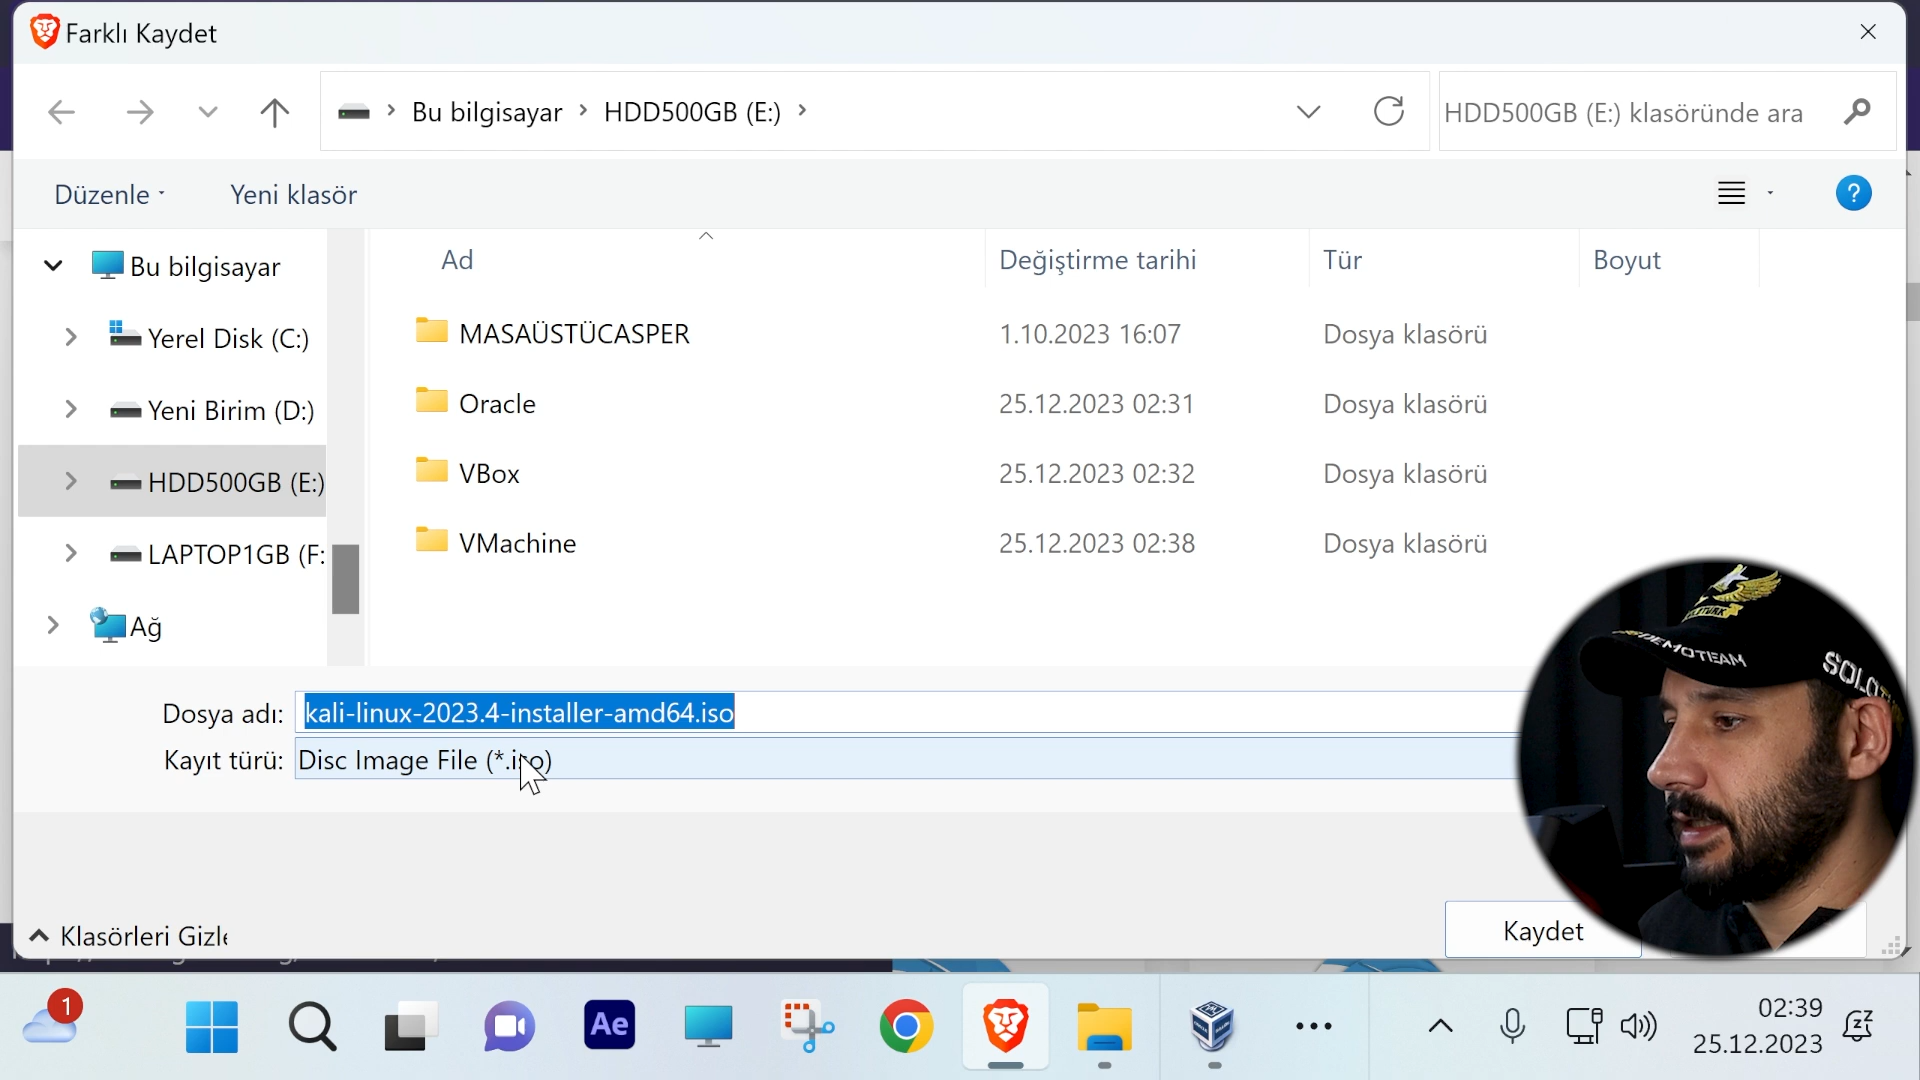 Farklı Kaydet
Bu bilgisayar HDD500GB (E:)
HDD500GB (E:) klasöründe ara
Düzenle
Yeni klasör
?
Bu bilgisayar
Yerel Disk (C:)
Yeni Birim (D:)
HDD500GB (E:)
LAPTOP1GB (F:
Ağ
Ad Değiştirme tarihi Tür Boyut
MASAÜSTÜCASPER 1.10.2023 16:07 Dosya klasörü
Oracle 25.12.2023 02:31 Dosya klasörü
VBox 25.12.2023 02:32 Dosya klasörü
VMachine 25.12.2023 02:38 Dosya klasörü
Dosya adı: kali-linux-2023.4-installer-amd64.iso
Kayıt türü: Disc Image File (*.iso)
DEMOTEAM
SOLOT
Klasörleri Gizle
Kaydet
1
Ae
02:39
25.12.2023